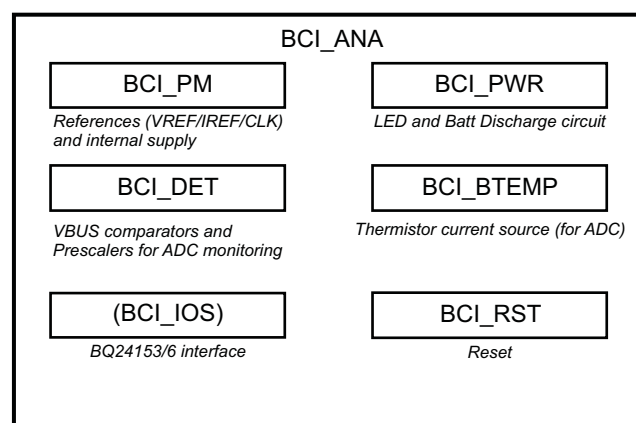 BCI_ANA
BCI_PM
References (VREF/IREF/CLK)
and internal supply
BCI_PWR
LED and Batt Discharge circuit
BCI_DET
VBUS comparators and
Prescalers for ADC monitoring
BCI_BTEMP
Thermistor current source (for ADC)
(BCI_IOS)
BQ24153/6 interface
BCI_RST
Reset